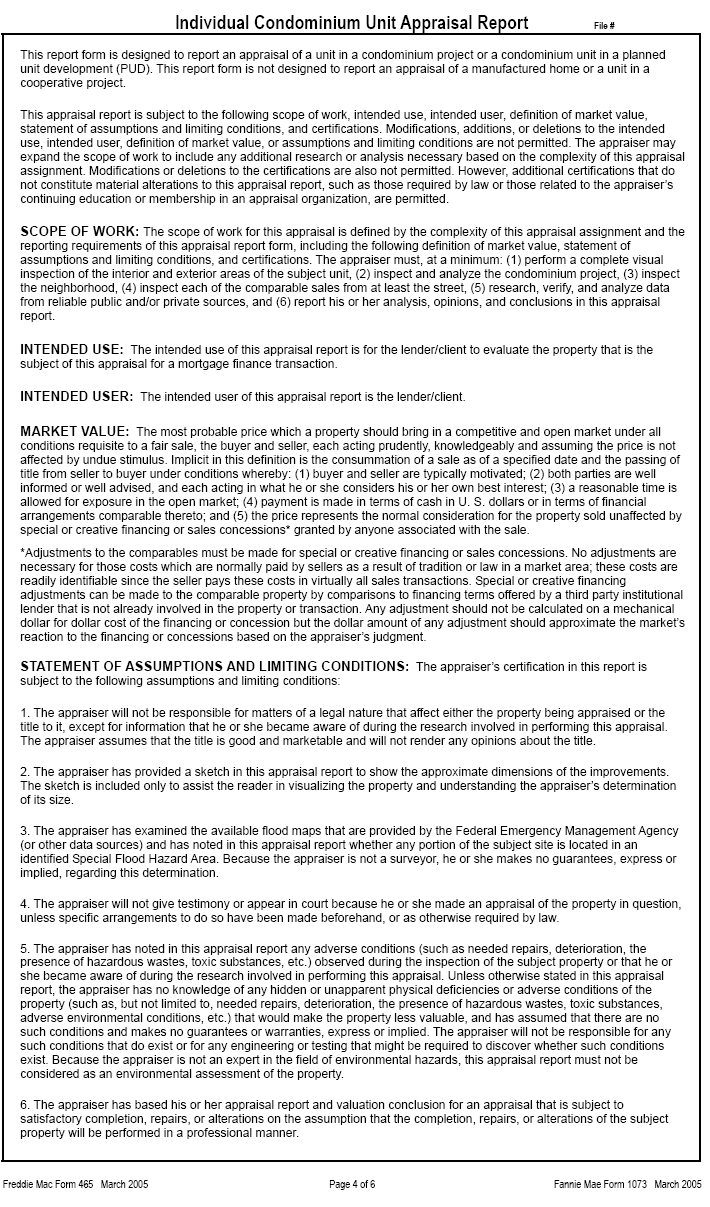 Individual Condominium Unit Appraisal Report
File #
This report form is designed to report an appraisal of a unit in a condominium project or a condominium unit in a planned
unit development (PUD). This report form is not designed to report an appraisal of a manufactured home or a unit in a
cooperative project.
This appraisal report is subject to the following scope of work, intended use, intended user, definition of market value,
statement of assumptions and limiting conditions, and certifications. Modifications, additions, or deletions to the intended
use, intended user, definition of market value, or assumptions and limiting conditions are not permitted. The appraiser may
expand the scope of work to include any additional research or analysis necessary based on the complexity of this appraisal
assignment. Modifications or deletions to the certifications are also not permitted. However, additional certifications that do
not constitute material alterations to this appraisal report, such as those required by law or those related to the appraiser's
continuing education or membership in an appraisal organization, are permitted.
SCOPE OF WORK: The scope of work for this appraisal is defined by the complexity of this appraisal assignment and the
reporting requirements of this appraisal report form, including the following definition of market value, statement of
assumptions and limiting conditions, and certifications. The appraiser must, at a minimum: (1) perform a complete visual
inspection of the interior and exterior areas of the subject unit, (2) inspect and analyze the condominium project, (3) inspect
the neighborhood, (4) inspect each of the comparable sales from at least the street, (5) research, verify, and analyze data
from reliable public and/or private sources, and (6) report his or her analysis, opinions, and conclusions in this appraisal
report.
INTENDED USE: The intended use of this appraisal report is for the lender/client to evaluate the property that is the
subject of this appraisal for a mortgage finance transaction.
INTENDED USER: The intended user of this appraisal report is the lender/client.
MARKET VALUE: The most probable price which a property should bring in a competitive and open market under all
conditions requisite to a fair sale, the buyer and seller, each acting prudently, knowledgeably and assuming the price is not
affected by undue stimulus. Implicit in this definition is the consummation of a sale as of a specified date and the passing of
title from seller to buyer under conditions whereby: (1) buyer and seller are typically motivated; (2) both parties are well
informed or well advised, and each acting in what he or she considers his or her own best interest; (3) a reasonable time is
allowed for exposure in the open market; (4) payment is made in terms of cash in U. S. dollars or in terms of financial
arrangements comparable thereto; and (5) the price represents the normal consideration for the property sold unaffected by
special or creative financing or sales concessions* granted by anyone associated with the sale.
*Adjustments to the comparables must be made for special or creative financing or sales concessions. No adjustments are
necessary for those costs which are normally paid by sellers as a result of tradition or law in a market area; these costs are
readily identifiable since the seller pays these costs in virtually all sales transactions. Special or creative financing
adjustments can be made to the comparable property by comparisons to financing terms offered by a third party institutional
lender that is not already involved in the property or transaction. Any adjustment should not be calculated on a mechanical
dollar for dollar cost of the financing or concession but the dollar amount of any adjustment should approximate the market's
reaction to the financing or concessions based on the appraiser's judgment.
STATEMENT OF ASSUMPTIONS AND LIMITING CONDITIONS: The appraiser's certification in this report is
subject to the following assumptions and limiting conditions:
1. The appraiser will not be responsible for matters of a legal nature that affect either the property being appraised or the
title to it, except for information that he or she became aware of during the research involved in performing this appraisal.
The appraiser assumes that the title is good and marketable and will not render any opinions about the title.
2. The appraiser has provided a sketch in this appraisal report to show the approximate dimensions of the improvements.
The sketch is included only to assist the reader in visualizing the property and understanding the appraiser's determination
of its size.
3. The appraiser has examined the available flood maps that are provided by the Federal Emergency Management Agency
(or other data sources) and has noted in this appraisal report whether any portion of the subject site is located in an
identified Special Flood Hazard Area. Because the appraiser is not a surveyor, he or she makes no guarantees, express or
implied, regarding this determination.
4. The appraiser will not give testimony or appear in court because he or she made an appraisal of the property in question,
unless specific arrangements to do so have been made beforehand, or as otherwise required by law.
5. The appraiser has noted in this appraisal report any adverse conditions (such as needed repairs, deterioration, the
presence of hazardous wastes, toxic substances, etc.) observed during the inspection of the subject property or that he or
she became aware of during the research involved in performing this appraisal. Unless otherwise stated in this appraisal
report, the appraiser has no knowledge of any hidden or unapparent physical deficiencies or adverse conditions of the
property (such as, but not limited to, needed repairs, deterioration, the presence of hazardous wastes, toxic substances,
adverse environmental conditions, etc.) that would make the property less valuable, and has assumed that there are no
such conditions and makes no guarantees or warranties, express or implied. The appraiser will not be responsible for any
such conditions that do exist or for any engineering or testing that might be required to discover whether such conditions
exist. Because the appraiser is not an expert in the field of environmental hazards, this appraisal report must not be
considered as an environmental assessment of the property.
6. The appraiser has based his or her appraisal report and valuation conclusion for an appraisal that is subject to
satisfactory completion, repairs, or alterations on the assumption that the completion, repairs, or alterations of the subject
property will be performed in a professional manner.
Freddie Mac Form 465 March 2005
Page 4 of 6
Fannie Mae Form 1073 March 2005